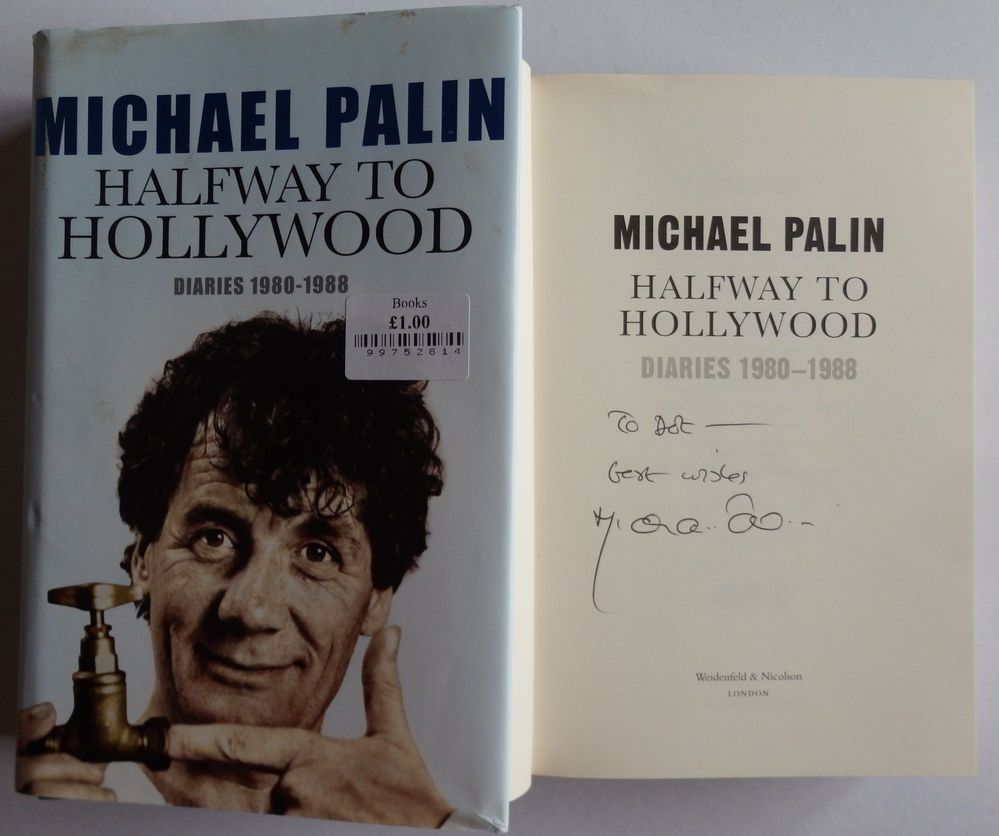 MICHAEL PALIN
HALFWAY TO
HOLLYWOOD
DIARIES 1980-1988
Books
£1.00
99752814
MICHAEL PALIN
HALFWAY TO
HOLLYWOOD
DIARIES 1980–1988
To Dot —
best wishes
Weidenfeld & Nicolson
LONDON